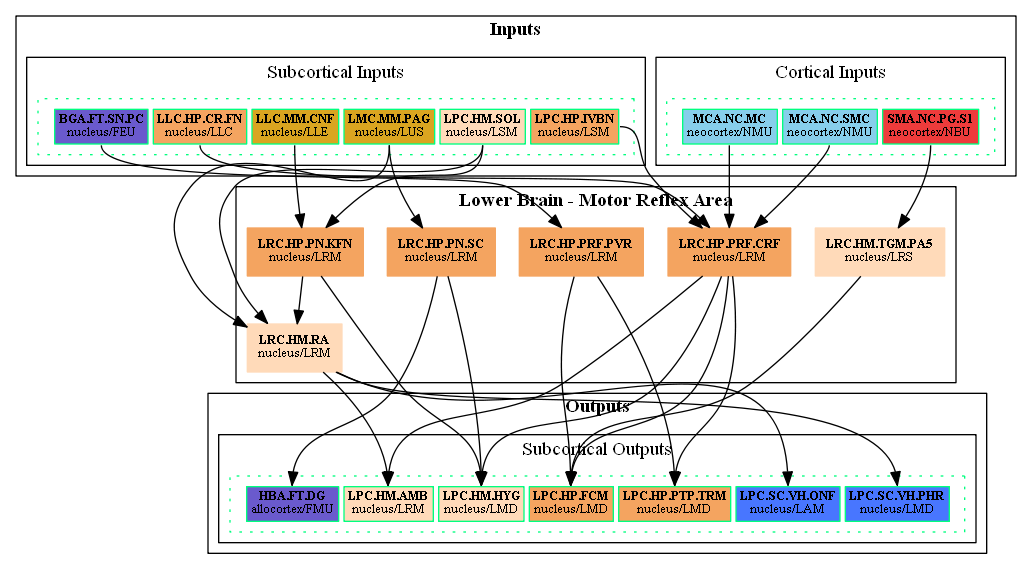 Inputs
Subcortical Inputs
Cortical Inputs
BGA.FT.SN.PC
nucleus/FEU
LLC.HP.CR.FN
nucleus/LLC
LLC.MM.CNF
nucleus/LLE
LMC.MM.PAG
nucleus/LUS
LPC.HM.SOL
nucleus/LSM
LPC.HP.IVBN
nucleus/LSM
MCA.NC.MC
neocortex/NMU
MCA.NC.SMC
neocortex/NMU
SMA.NC.PG.S1
neocortex/NBU
Lower Brain - Motor Reflex Area
LRC.HP.PN.KFN
nucleus/LRM
LRC.HP.PN.SC
nucleus/LRM
LRC.HP.PRF.PVR
nucleus/LRM
LRC.HP.PRF.CRF
nucleus/LRM
LRC.HM.TGM.PA5
nucleus/LRS
LRC.HM.RA
nucleus/LRM
Outputs
Subcortical Outputs
HBA.FT.DG
allocortex/FMU
LPC.HM.AMB
nucleus/LRM
LPC.HM.HYG
nucleus/LMD
LPC.HP.FCM
nucleus/LMD
LPC.HP.PTP.TRM
nucleus/LMD
LPC.SC.VH.ONF
nucleus/LAM
LPC.SC.VH.PHR
nucleus/LMD